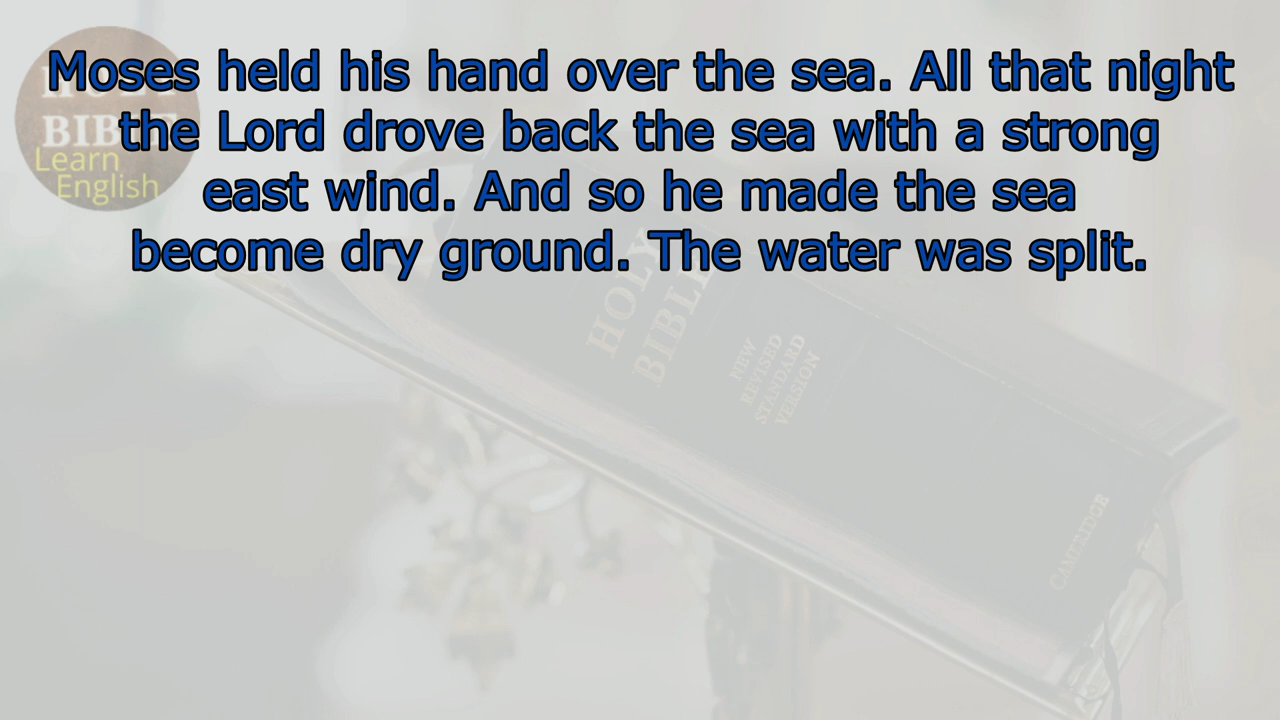 Moses held his hand over the sea. All that night
the Lord drove back the sea with a strong
east wind. And so he made the sea
become dry ground. The water was split.
HOLY
BIBLE
Learn
English
HOLY
BIBLE
NEW
REVISED
STANDARD
VERSION
CAMBRIDGE